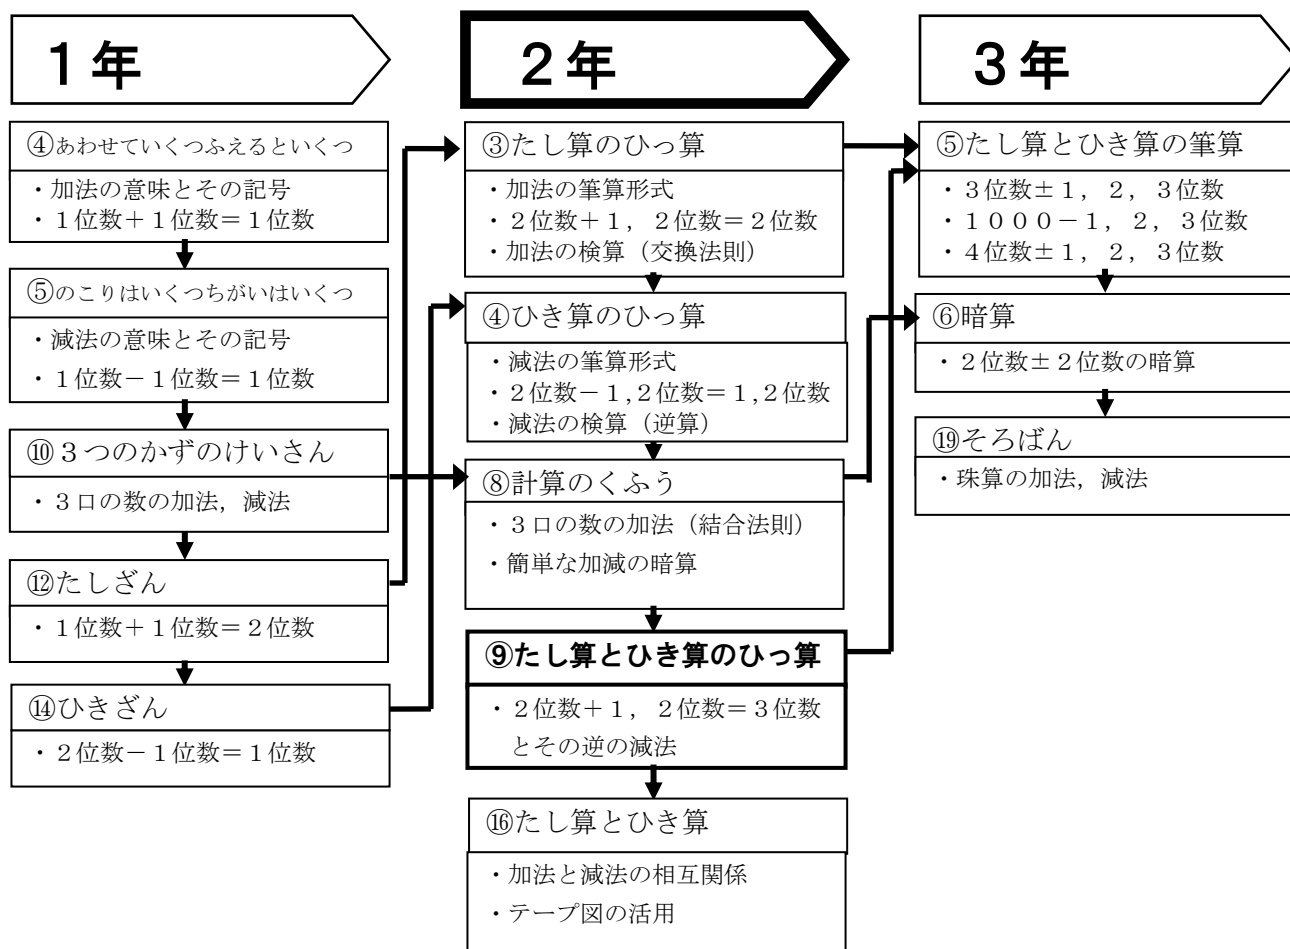 １年
④あわせていくつふえるといくつ
・加法の意味とその記号
・１位数＋１位数＝１位数
⑤のこりはいくつちがいはいくつ
・減法の意味とその記号
・１位数－１位数＝１位数
⑩３つのかずのけいさん
・３口の数の加法，減法
⑫たしざん
・１位数＋１位数＝２位数
⑭ひきざん
・２位数－１位数＝１位数
２年
③たし算のひっ算
・加法の筆算形式
・２位数＋１，２位数＝２位数
・加法の検算（交換法則）
④ひき算のひっ算
・減法の筆算形式
・２位数－１,２位数＝１,２位数
・減法の検算（逆算）
⑧計算のくふう
・３口の数の加法（結合法則）
・簡単な加減の暗算
⑨たし算とひき算のひっ算
・２位数＋１，２位数＝３位数
とその逆の減法
⑯たし算とひき算
・加法と減法の相互関係
・テープ図の活用
３年
⑤たし算とひき算の筆算
・３位数±１，２，３位数
・１０００－１，２，３位数
・４位数±１，２，３位数
⑥暗算
・２位数±２位数の暗算
⑲そろばん
・珠算の加法，減法